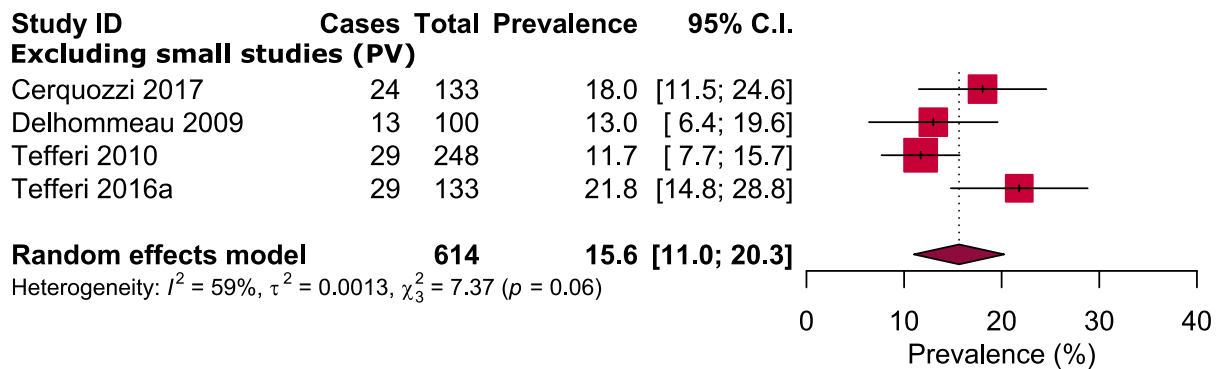 Study ID Cases Total Prevalence 95% C.I.
Excluding small studies (PV)
Cerquozzi 2017 24 133 18.0 [11.5; 24.6]
Delhommeau 2009 13 100 13.0 [ 6.4; 19.6]
Tefferi 2010 29 248 11.7 [ 7.7; 15.7]
Tefferi 2016a 29 133 21.8 [14.8; 28.8]
Random effects model 614 15.6 [11.0; 20.3]
Heterogeneity: I² = 59%, τ² = 0.0013, χ²₃ = 7.37 (p = 0.06)
0 10 20 30 40
Prevalence (%)